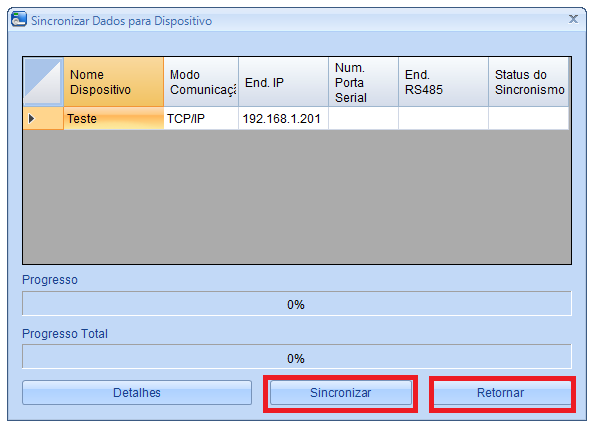 Sincronizar Dados para Dispositivo
Nome Dispositivo
Modo Comunicaçã
End. IP
Num. Porta Serial
End. RS485
Status do Sincronismo
Teste
TCP/IP
192.168.1.201
Progresso
0%
Progresso Total
0%
Detalhes
Sincronizar
Retornar